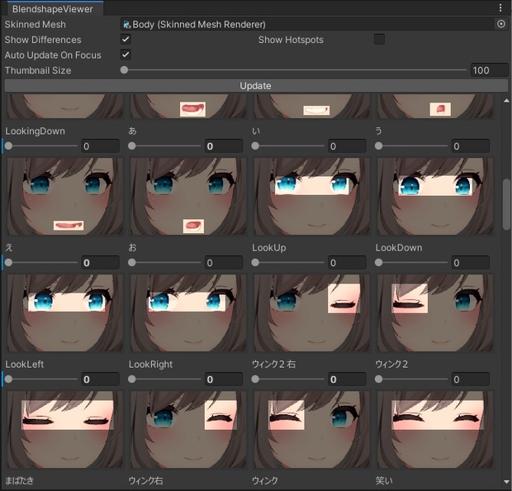 BlendshapeViewer
Skinned Mesh Body (Skinned Mesh Renderer)
Show Differences Show Hotspots
Auto Update On Focus
Thumbnail Size 100
Update
LookingDown あ い う
0 0 0 0
え お LookUp LookDown
0 0 0 0
LookLeft LookRight ウィンク2 右 ウィンク2
0 0 0 0
まばたき ウィンク右 ウィンク 笑い